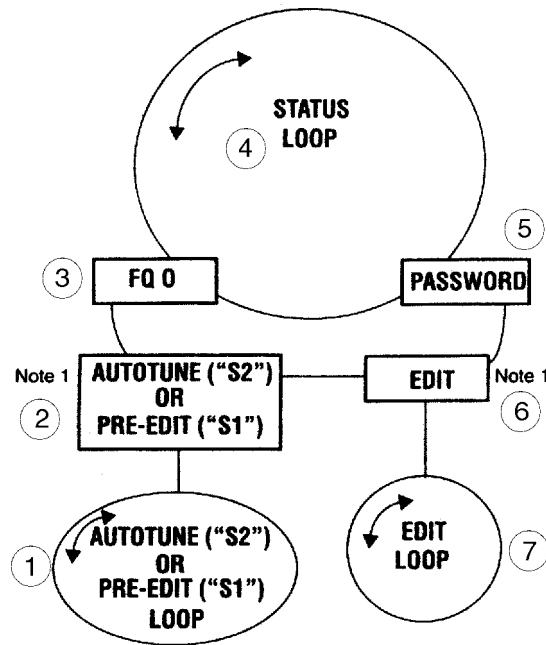 STATUS
LOOP
4
5
3
FQ 0
PASSWORD
Note 1
AUTOTUNE (“S2”)
OR
PRE-EDIT (“S1”)
2
EDIT
Note 1
6
1
AUTOTUNE (“S2”)
OR
PRE-EDIT (“S1”)
LOOP
EDIT
LOOP
7